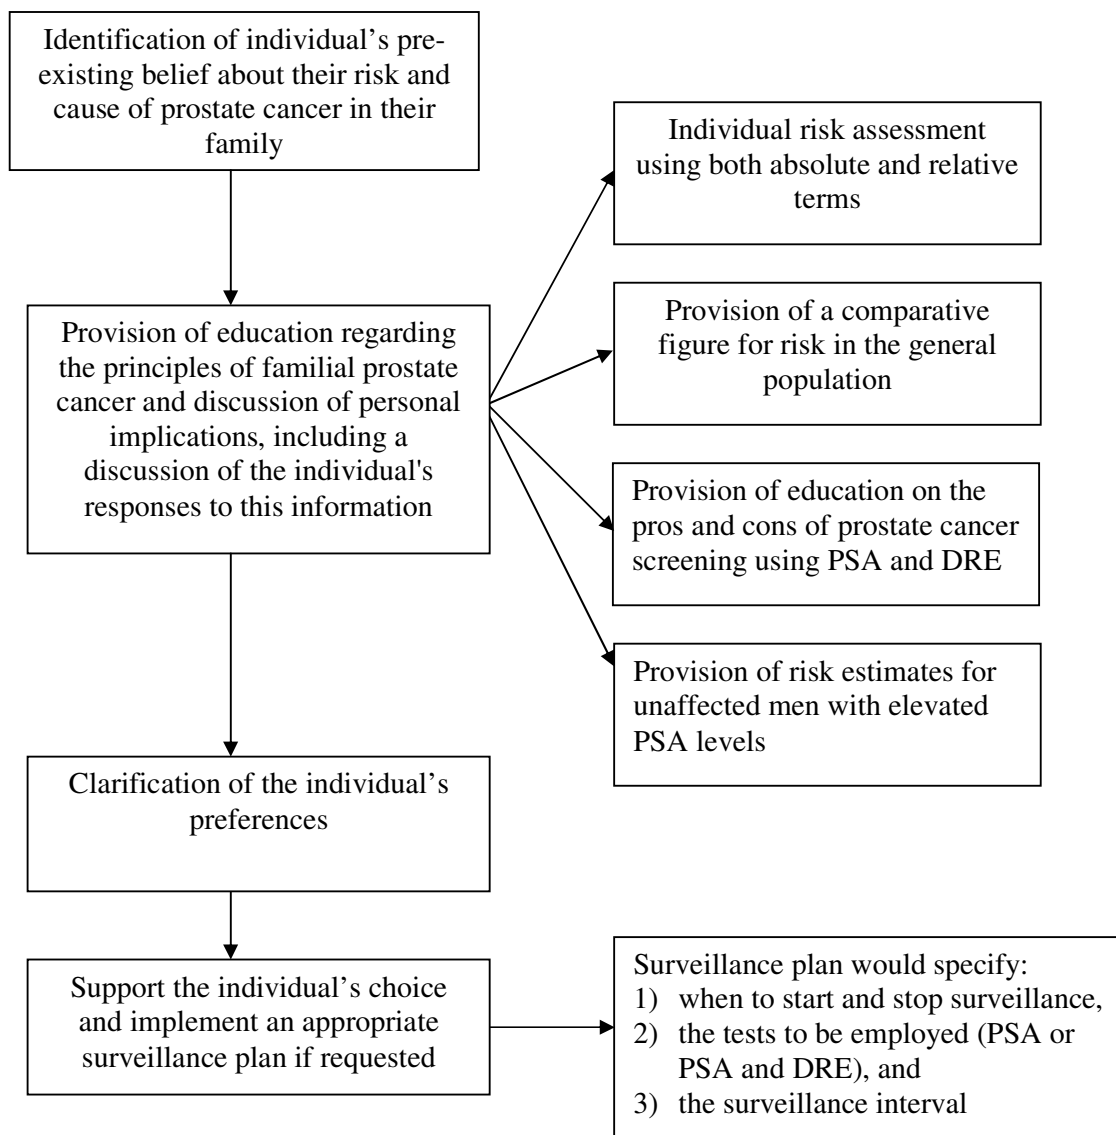 Identification of individual’s pre-
existing belief about their risk and
cause of prostate cancer in their
family
Individual risk assessment
using both absolute and relative
terms
Provision of education regarding
the principles of familial prostate
cancer and discussion of personal
implications, including a
discussion of the individual's
responses to this information
Provision of a comparative
figure for risk in the general
population
Provision of education on the
pros and cons of prostate cancer
screening using PSA and DRE
Provision of risk estimates for
unaffected men with elevated
PSA levels
Clarification of the individual’s
preferences
Support the individual’s choice
and implement an appropriate
surveillance plan if requested
Surveillance plan would specify:
1) when to start and stop surveillance,
2) the tests to be employed (PSA or
PSA and DRE), and
3) the surveillance interval